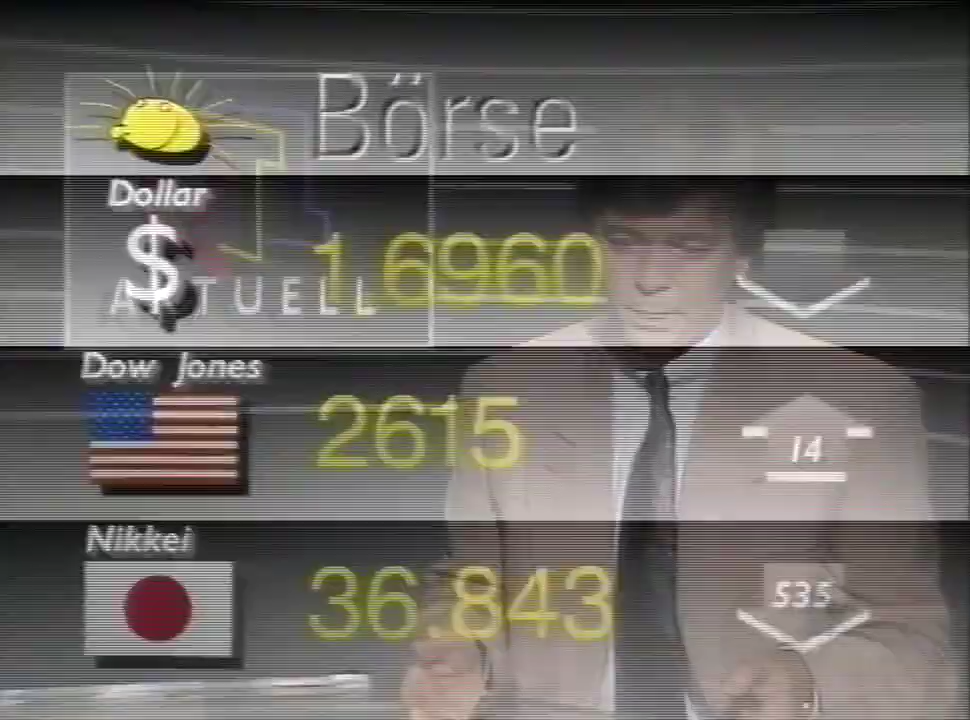 Börse
Dollar
$ 1.6960
AKTUELL
Dow Jones
2615 14
Nikkei
36.843 535